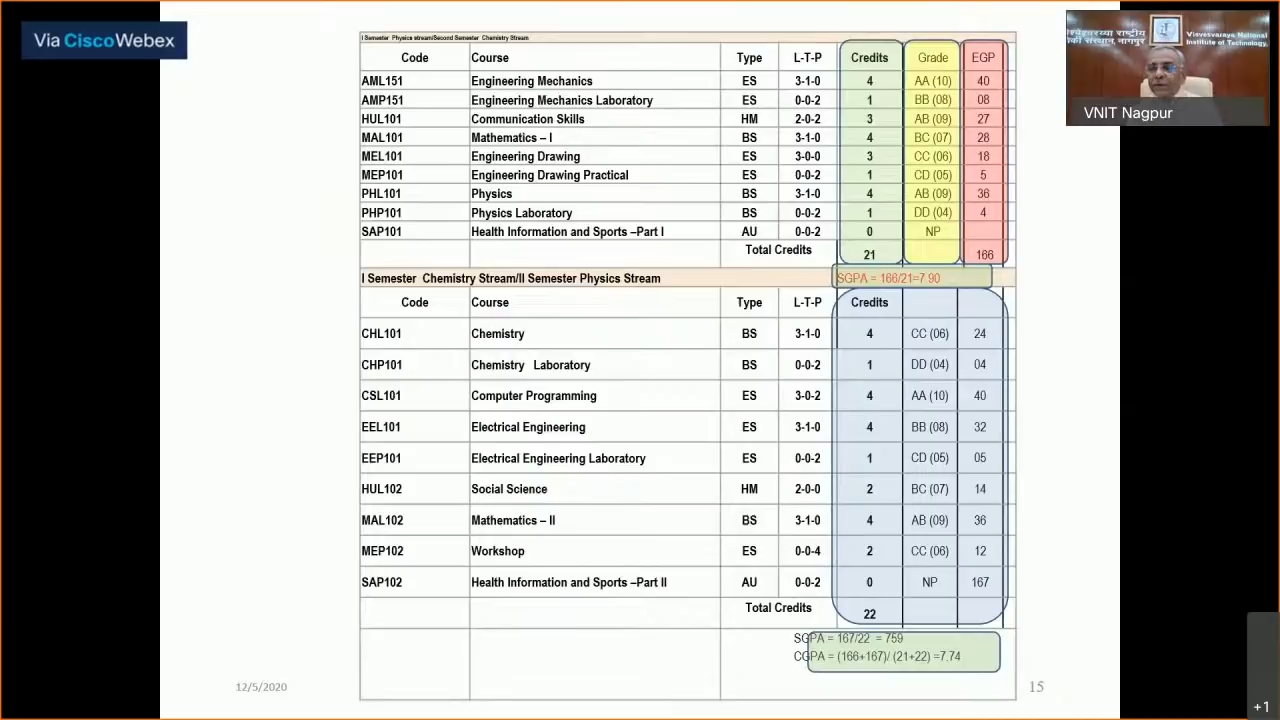 Via CiscoWebex
I Semester Physics stream/Second Semester Chemistry Stream
Code Course Type L-T-P Credits Grade EGP
AML151 Engineering Mechanics ES 3-1-0 4 AA (10) 40
AMP151 Engineering Mechanics Laboratory ES 0-0-2 1 BB (08) 08
HUL101 Communication Skills HM 2-0-2 3 AB (09) 27
MAL101 Mathematics – I BS 3-1-0 4 BC (07) 28
MEL101 Engineering Drawing ES 3-0-0 3 CC (06) 18
MEP101 Engineering Drawing Practical ES 0-0-2 1 CD (05) 5
PHL101 Physics BS 3-1-0 4 AB (09) 36
PHP101 Physics Laboratory BS 0-0-2 1 DD (04) 4
SAP101 Health Information and Sports –Part I AU 0-0-2 0 NP
Total Credits 21 166
I Semester Chemistry Stream/II Semester Physics Stream SGPA = 166/21=7.90
Code Course Type L-T-P Credits
CHL101 Chemistry BS 3-1-0 4 CC (06) 24
CHP101 Chemistry Laboratory BS 0-0-2 1 DD (04) 04
CSL101 Computer Programming ES 3-0-2 4 AA (10) 40
EEL101 Electrical Engineering ES 3-1-0 4 BB (08) 32
EEP101 Electrical Engineering Laboratory ES 0-0-2 1 CD (05) 05
HUL102 Social Science HM 2-0-0 2 BC (07) 14
MAL102 Mathematics – II BS 3-1-0 4 AB (09) 36
MEP102 Workshop ES 0-0-4 2 CC (06) 12
SAP102 Health Information and Sports –Part II AU 0-0-2 0 NP 167
Total Credits 22
SGPA = 167/22 = 759
CGPA = (166+167)/ (21+22) =7.74
12/5/2020
15
राष्ट्रीय
संस्थान, नागपुर
Visvesvaraya National
Institute of Technology,
VNIT Nagpur
+1